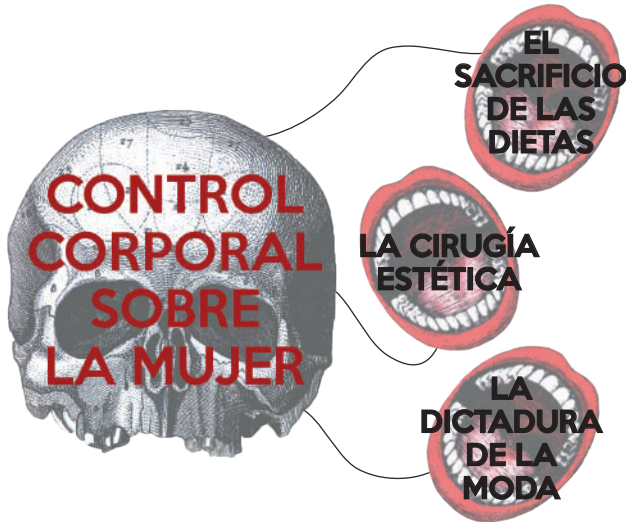 CONTROL
CORPORAL
SOBRE
LA MUJER
EL
SACRIFICIO
DE LAS
DIETAS
LA CIRUGÍA
ESTÉTICA
LA
DICTADURA
DE LA
MODA